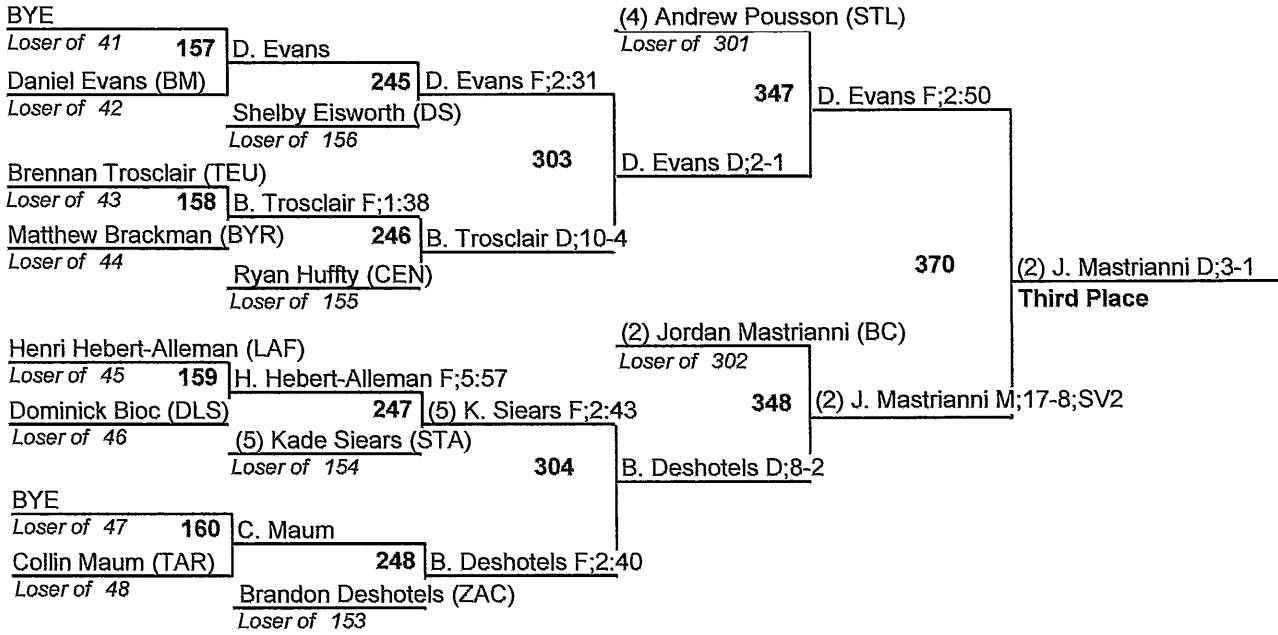 BYE
Loser of 41
157
D. Evans
Daniel Evans (BM)
Loser of 42
245
D. Evans F;2:31
Shelby Eisworth (DS)
Loser of 156
Brennan Trosclair (TEU)
Loser of 43
158
B. Trosclair F;1:38
Matthew Brackman (BYR)
Loser of 44
246
B. Trosclair D;10-4
Ryan Huffty (CEN)
Loser of 155
303
D. Evans D;2-1
(4) Andrew Pousson (STL)
Loser of 301
347
D. Evans F;2:50
Henri Hebert-Alleman (LAF)
Loser of 45
159
H. Hebert-Alleman F;5:57
Dominick Bioc (DLS)
Loser of 46
247
(5) K. Siears F;2:43
(5) Kade Siears (STA)
Loser of 154
BYE
Loser of 47
160
C. Maum
Collin Maum (TAR)
Loser of 48
248
B. Deshotels F;2:40
Brandon Deshotels (ZAC)
Loser of 153
304
B. Deshotels D;8-2
(2) Jordan Mastrianni (BC)
Loser of 302
348
(2) J. Mastrianni M;17-8;SV2
370
(2) J. Mastrianni D;3-1
Third Place